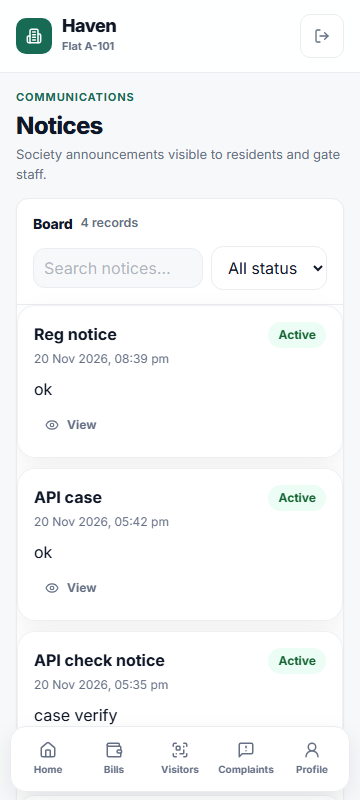 Haven
Flat A-101
COMMUNICATIONS
Notices
Society announcements visible to residents and gate
staff.
Board 4 records
Search notices...
All status
Reg notice
Active
20 Nov 2026, 08:39 pm
ok
View
API case
Active
20 Nov 2026, 05:42 pm
ok
View
API check notice
Active
20 Nov 2026, 05:35 pm
case verify
Home
Bills
Visitors
Complaints
Profile